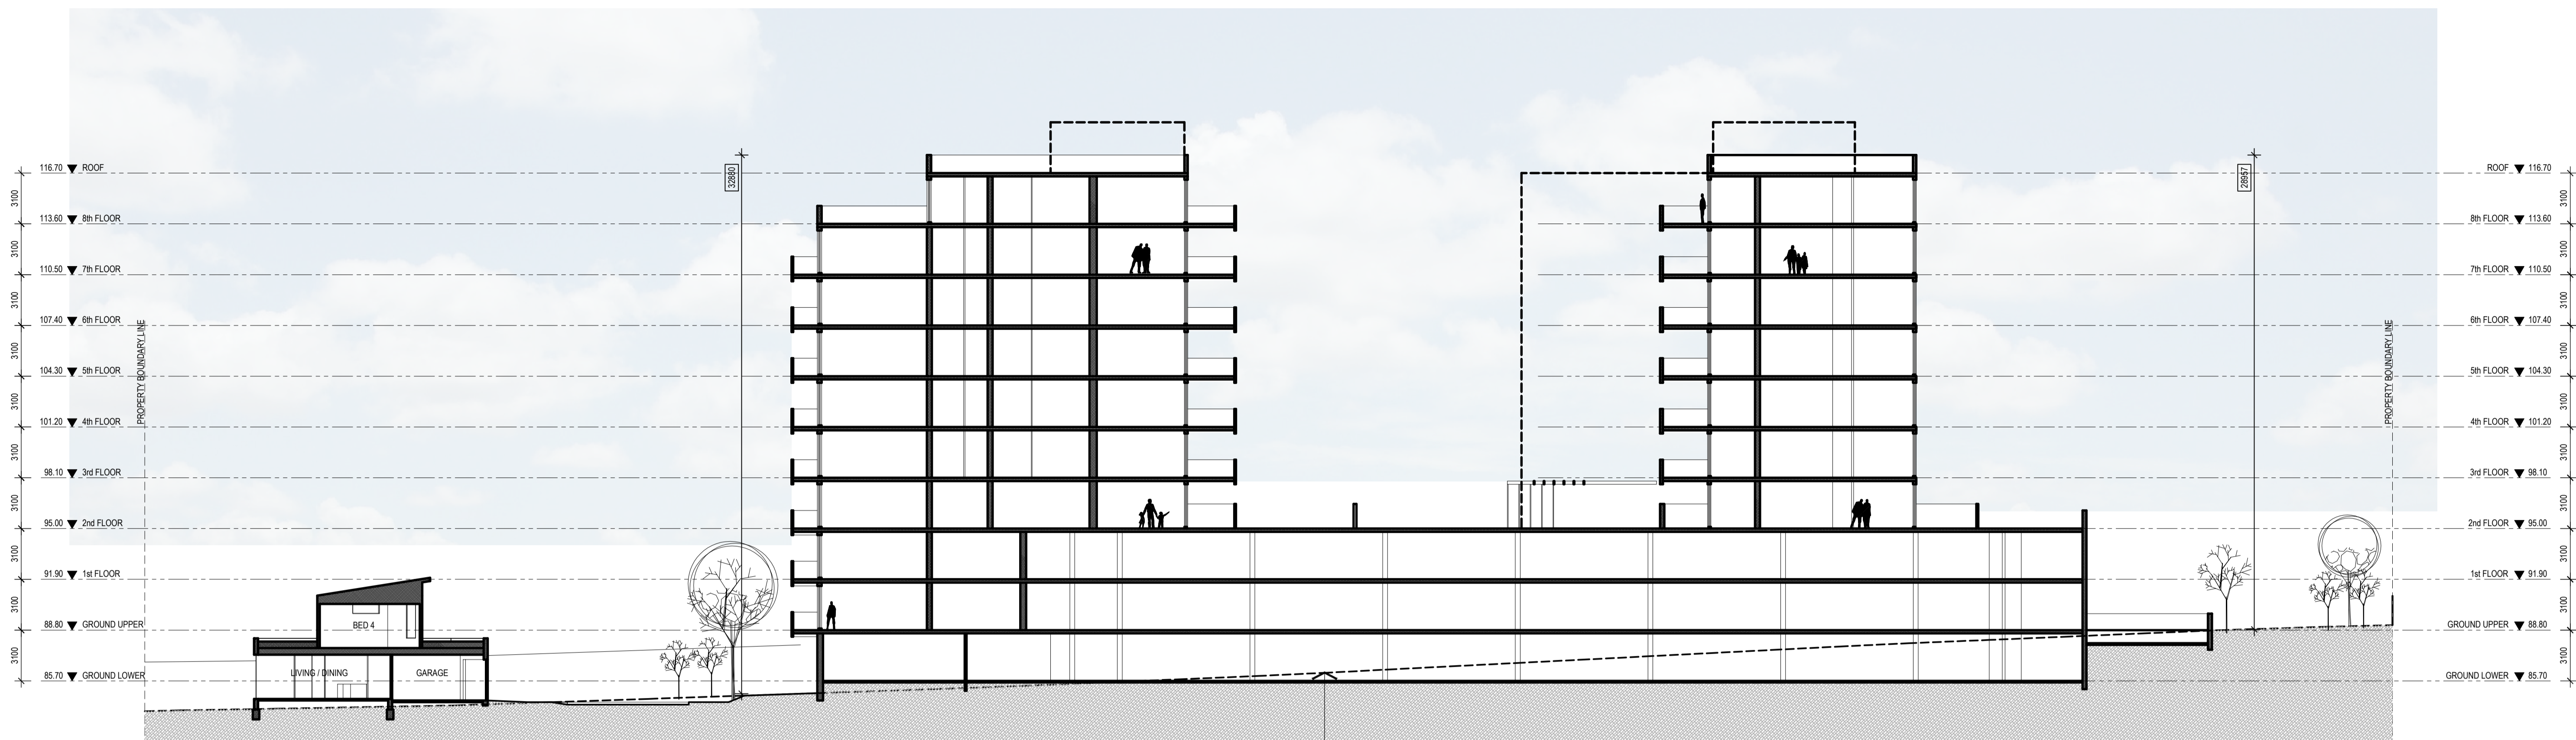 116.70 ROOF
3100
113.60 8th FLOOR
3100
110.50 7th FLOOR
3100
107.40 6th FLOOR
3100
104.30 5th FLOOR
3100
101.20 4th FLOOR
3100
98.10 3rd FLOOR
3100
95.00 2nd FLOOR
3100
91.90 1st FLOOR
3100
88.80 GROUND UPPER
3100
85.70 GROUND LOWER
PROPERTY BOUNDARY LINE
BED 4
LIVING / DINING
GARAGE
32880
28957
PROPERTY BOUNDARY LINE
ROOF 116.70
3100
8th FLOOR 113.60
3100
7th FLOOR 110.50
3100
6th FLOOR 107.40
3100
5th FLOOR 104.30
3100
4th FLOOR 101.20
3100
3rd FLOOR 98.10
3100
2nd FLOOR 95.00
3100
1st FLOOR 91.90
3100
GROUND UPPER 88.80
3100
GROUND LOWER 85.70